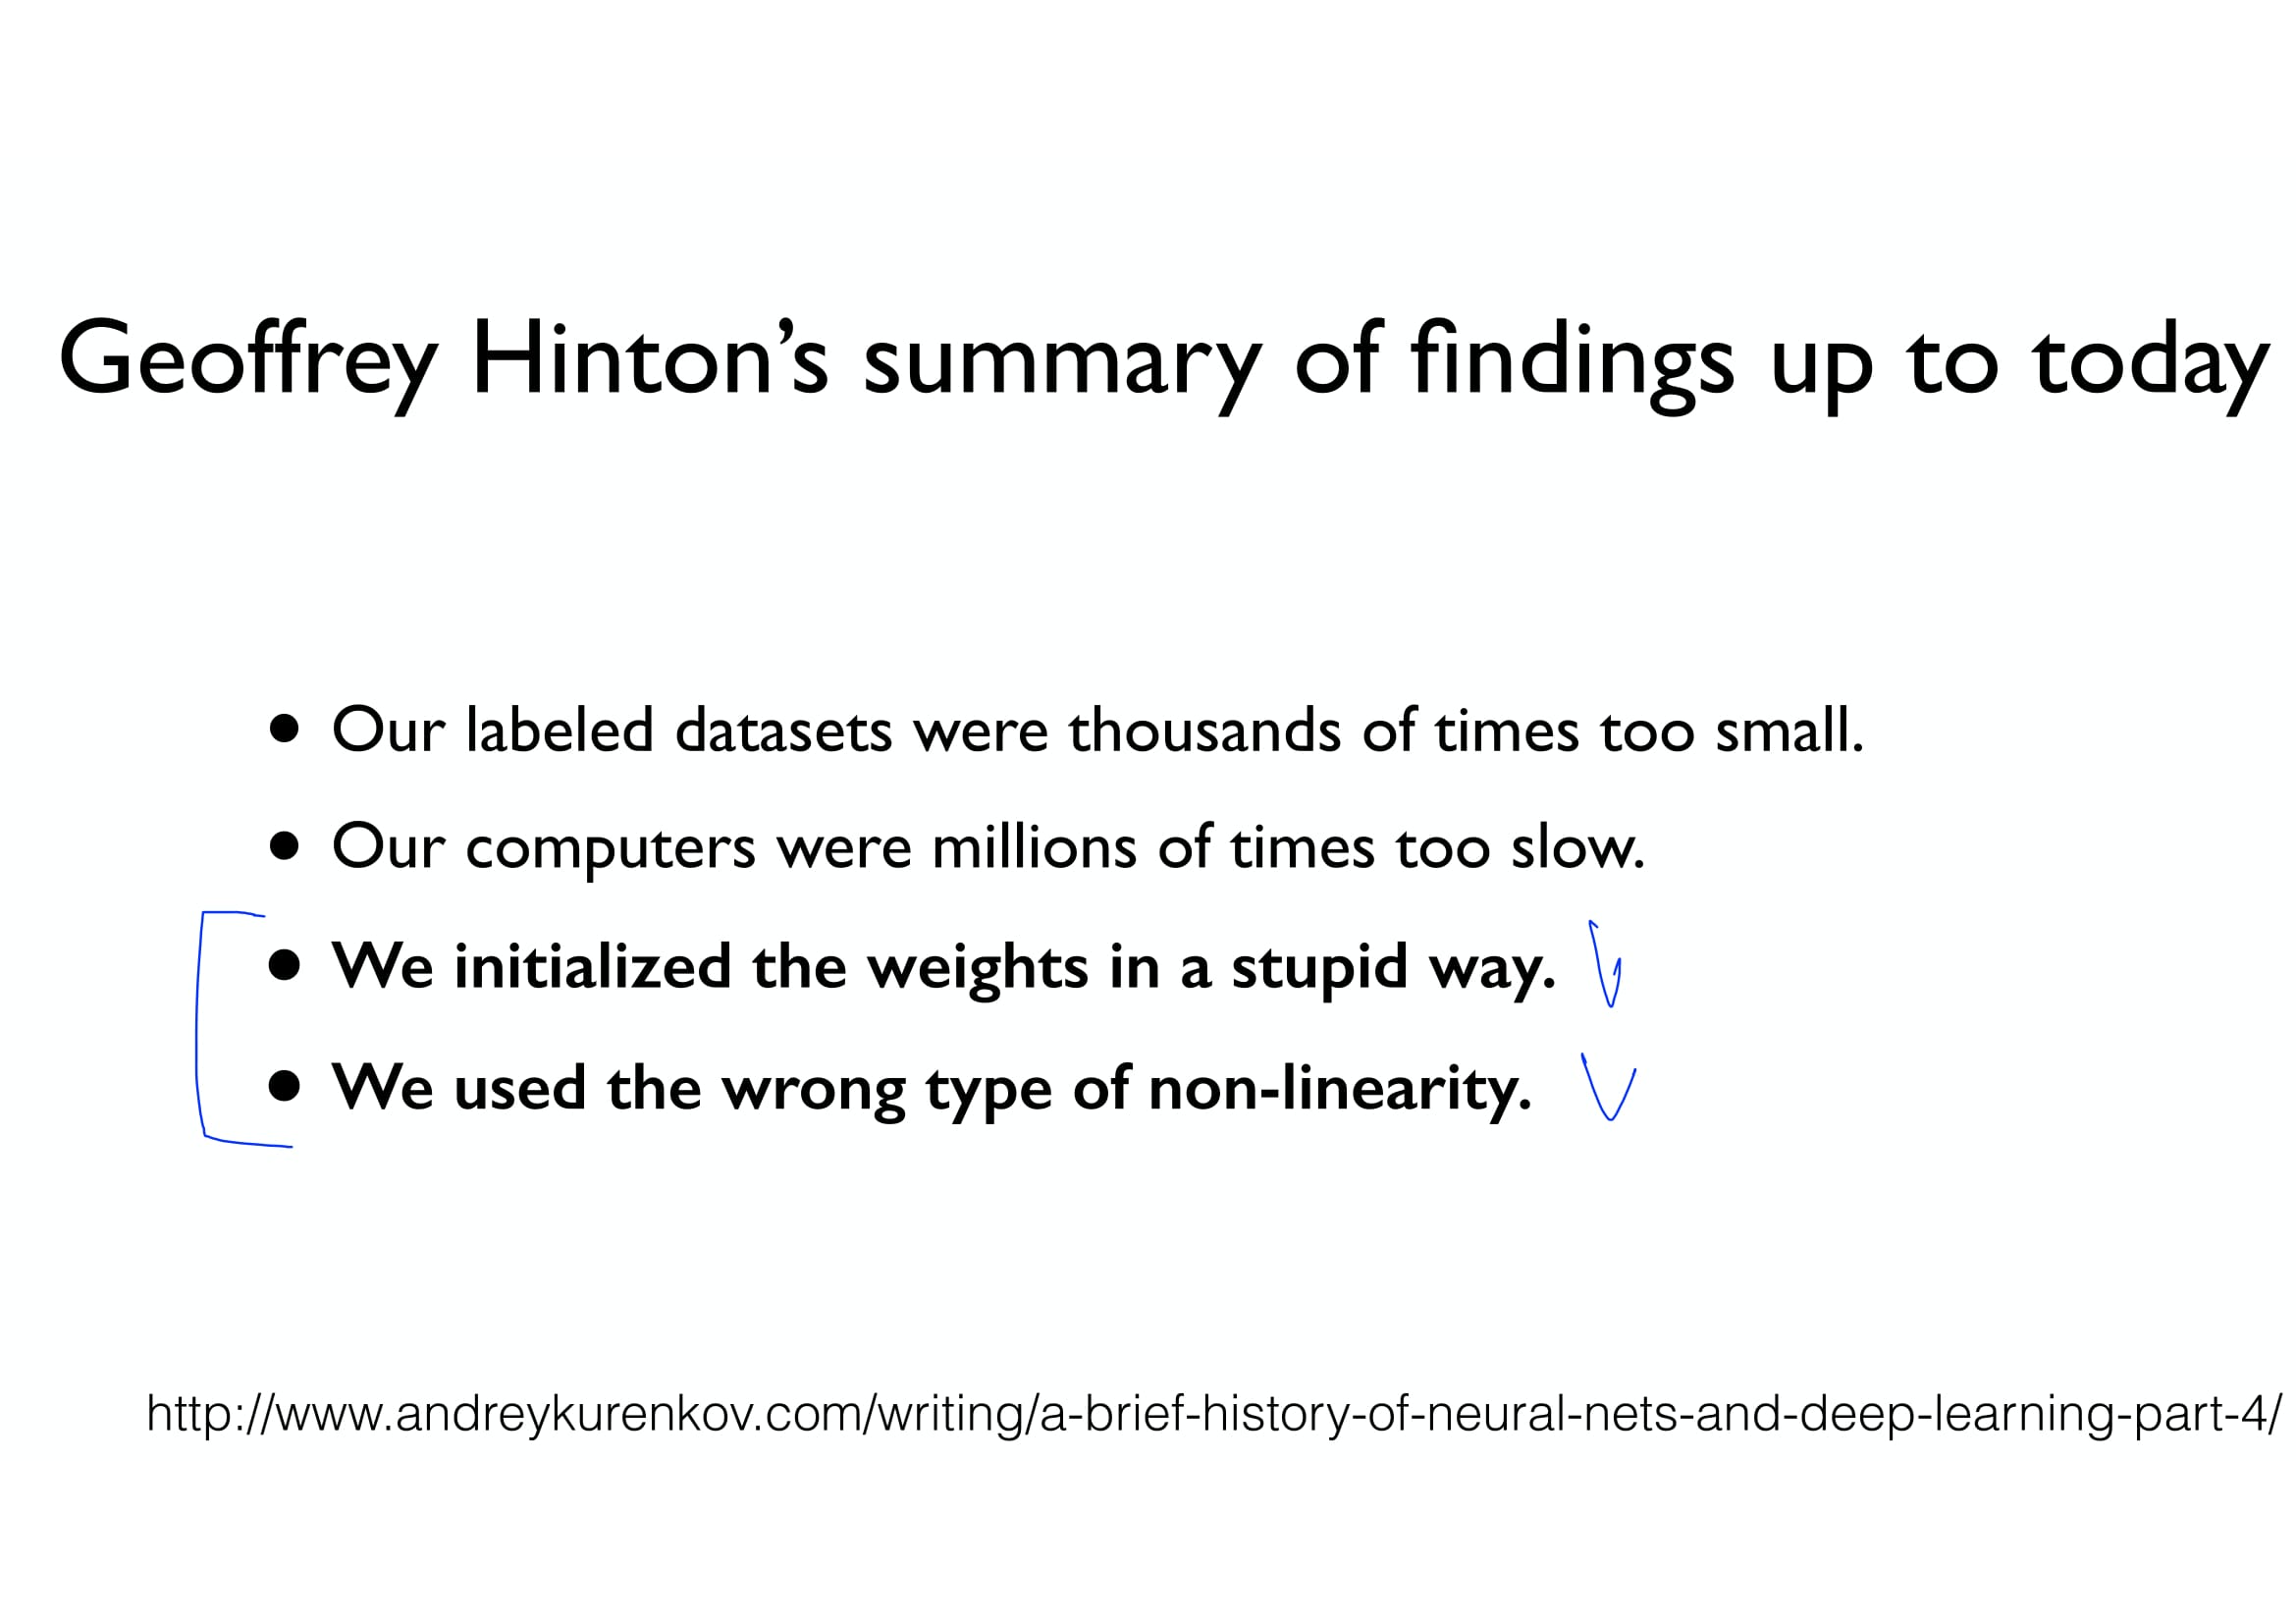 Geoffrey Hinton’s summary of findings up to today
• Our labeled datasets were thousands of times too small.
• Our computers were millions of times too slow.
• We initialized the weights in a stupid way.
• We used the wrong type of non-linearity.
http://www.andreykurenkov.com/writing/a-brief-history-of-neural-nets-and-deep-learning-part-4/